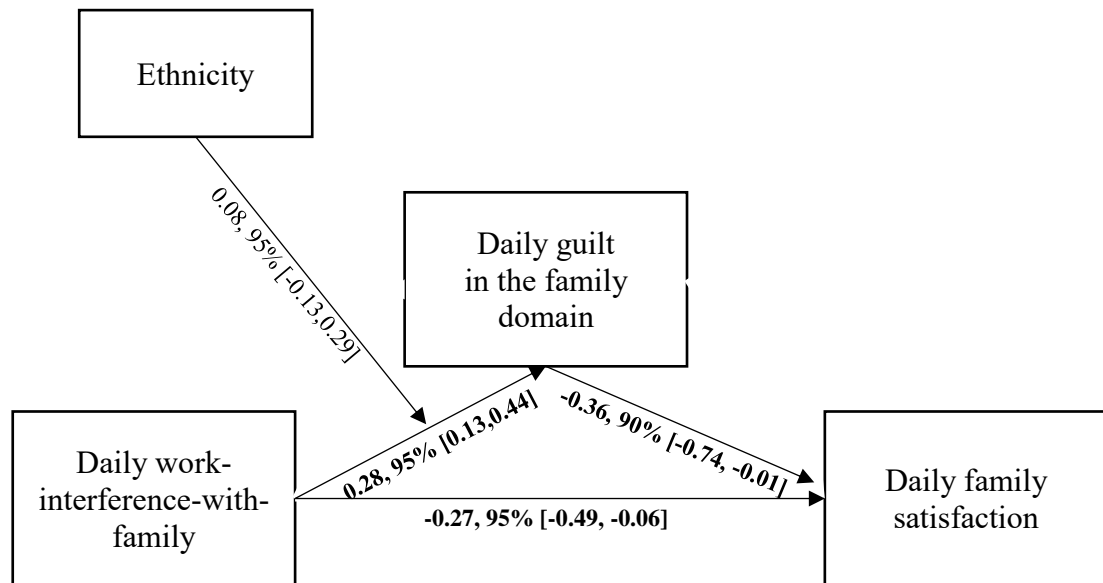 Ethnicity
0.08, 95% [-0.13,0.29]
Daily guilt
in the family
domain
0.28, 95% [0.13,0.44]
-0.36, 90% [-0.74, -0.01]
Daily work-
interference-with-
family
-0.27, 95% [-0.49, -0.06]
Daily family
satisfaction